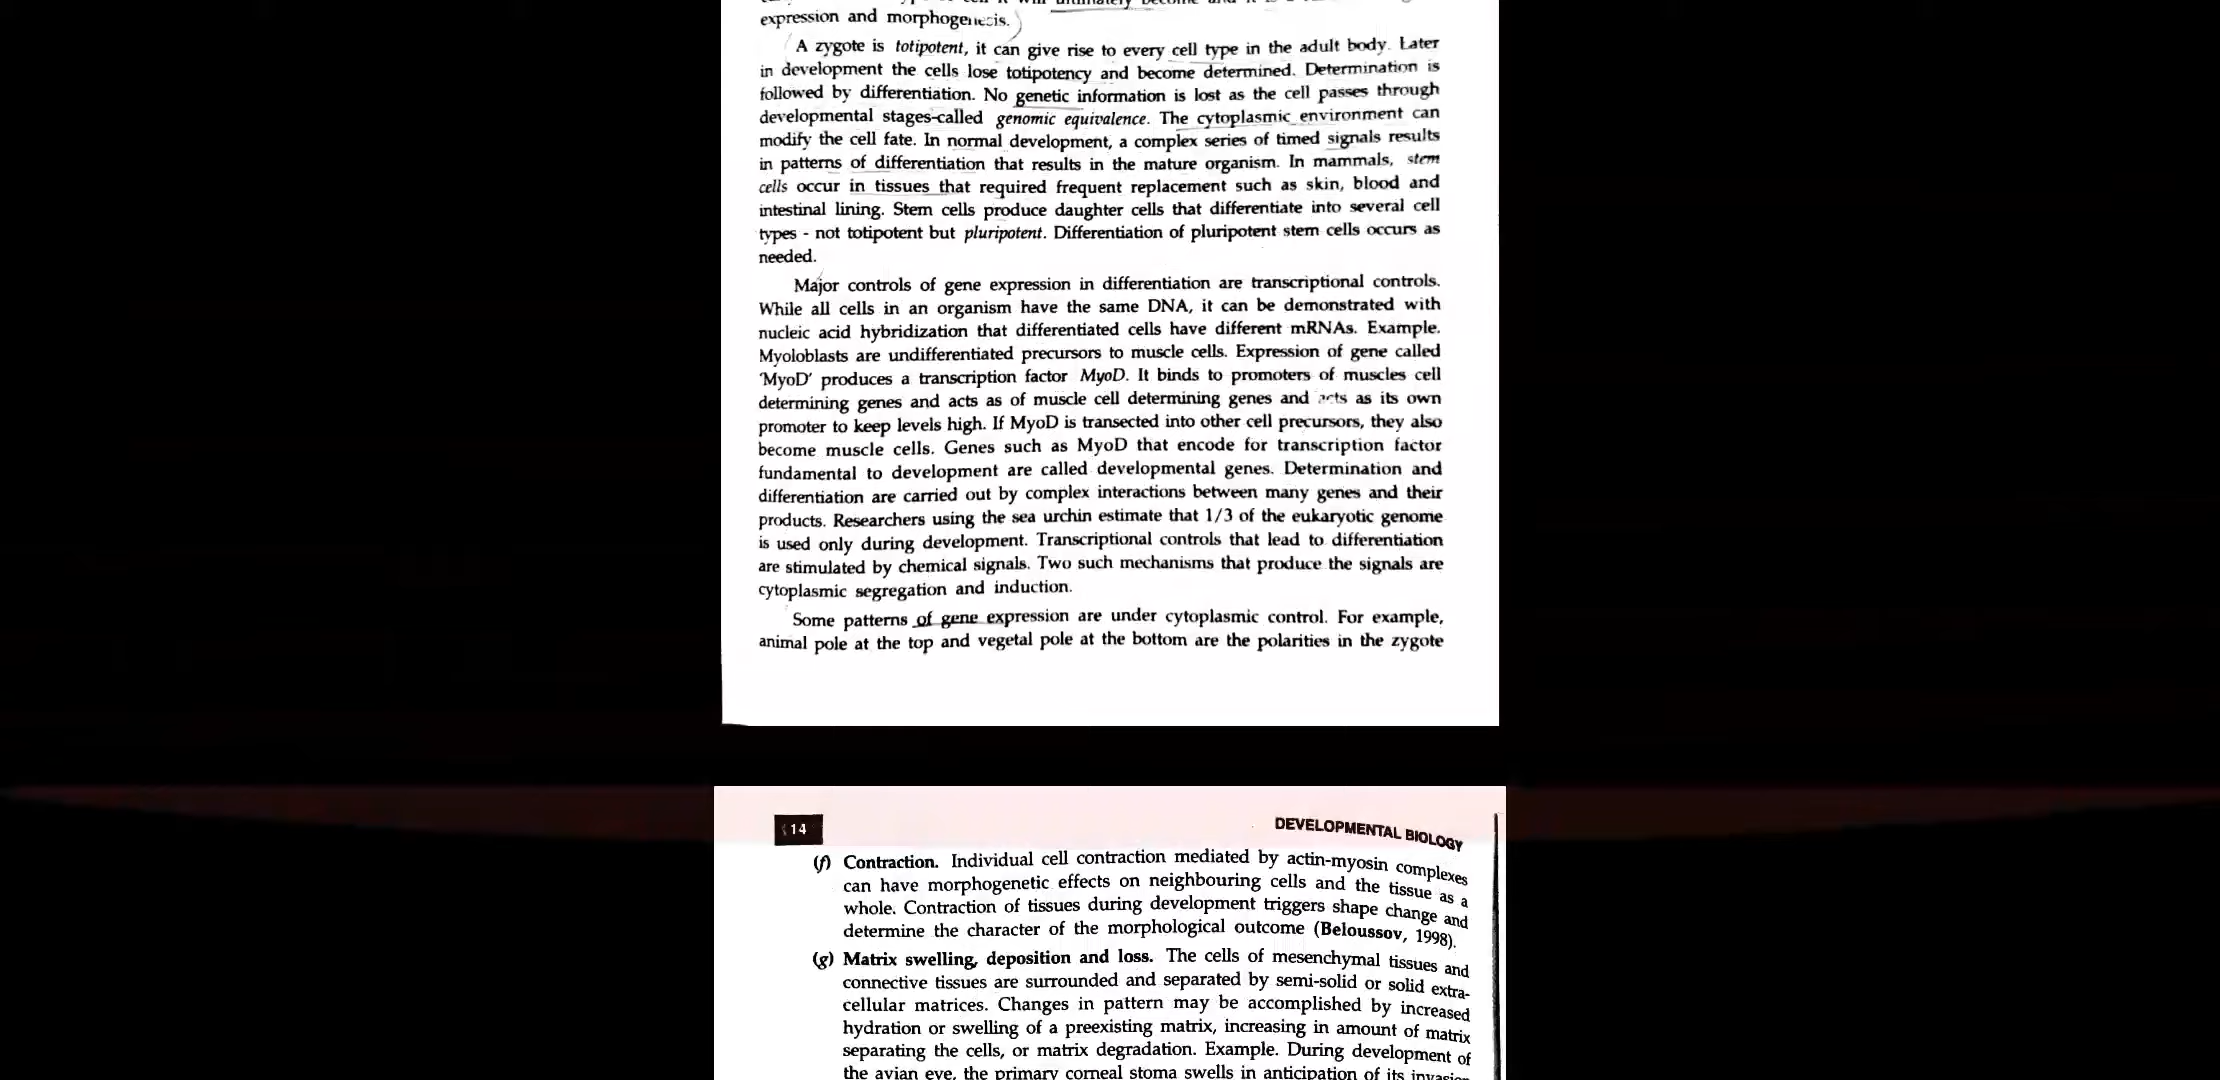 expression and morphogenesis.)
A zygote is totipotent, it can give rise to every cell type in the adult body. Later
in development the cells lose totipotency and become determined. Determination is
followed by differentiation. No genetic information is lost as the cell passes through
developmental stages-called genomic equivalence. The cytoplasmic environment can
modify the cell fate. In normal development, a complex series of timed signals results
in patterns of differentiation that results in the mature organism. In mammals, stem
cells occur in tissues that required frequent replacement such as skin, blood and
intestinal lining. Stem cells produce daughter cells that differentiate into several cell
types - not totipotent but pluripotent. Differentiation of pluripotent stem cells occurs as
needed.
Major controls of gene expression in differentiation are transcriptional controls.
While all cells in an organism have the same DNA, it can be demonstrated with
nucleic acid hybridization that differentiated cells have different mRNAs. Example.
Myoloblasts are undifferentiated precursors to muscle cells. Expression of gene called
'MyoD' produces a transcription factor MyoD. It binds to promoters of muscles cell
determining genes and acts as of muscle cell determining genes and acts as its own
promoter to keep levels high. If MyoD is transected into other cell precursors, they also
become muscle cells. Genes such as MyoD that encode for transcription factor
fundamental to development are called developmental genes. Determination and
differentiation are carried out by complex interactions between many genes and their
products. Researchers using the sea urchin estimate that 1/3 of the eukaryotic genome
is used only during development. Transcriptional controls that lead to differentiation
are stimulated by chemical signals. Two such mechanisms that produce the signals are
cytoplasmic segregation and induction.
Some patterns of gene expression are under cytoplasmic control. For example,
animal pole at the top and vegetal pole at the bottom are the polarities in the zygote
14
DEVELOPMENTAL BIOLOGY
(f) Contraction. Individual cell contraction mediated by actin-myosin complexes
can have morphogenetic effects on neighbouring cells and the tissue as a
whole. Contraction of tissues during development triggers shape change and
determine the character of the morphological outcome (Beloussov, 1998).
(g) Matrix swelling, deposition and loss. The cells of mesenchymal tissues and
connective tissues are surrounded and separated by semi-solid or solid extra-
cellular matrices. Changes in pattern may be accomplished by increased
hydration or swelling of a preexisting matrix, increasing in amount of matrix
separating the cells, or matrix degradation. Example. During development of
the avian eye, the primary corneal stoma swells in anticipation of its invasion